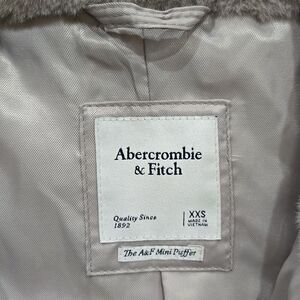 Abercrombie
& Fitch
Quality Since
1892
XXS
MADE IN
VIETNAM
The A&F Mini Puffer